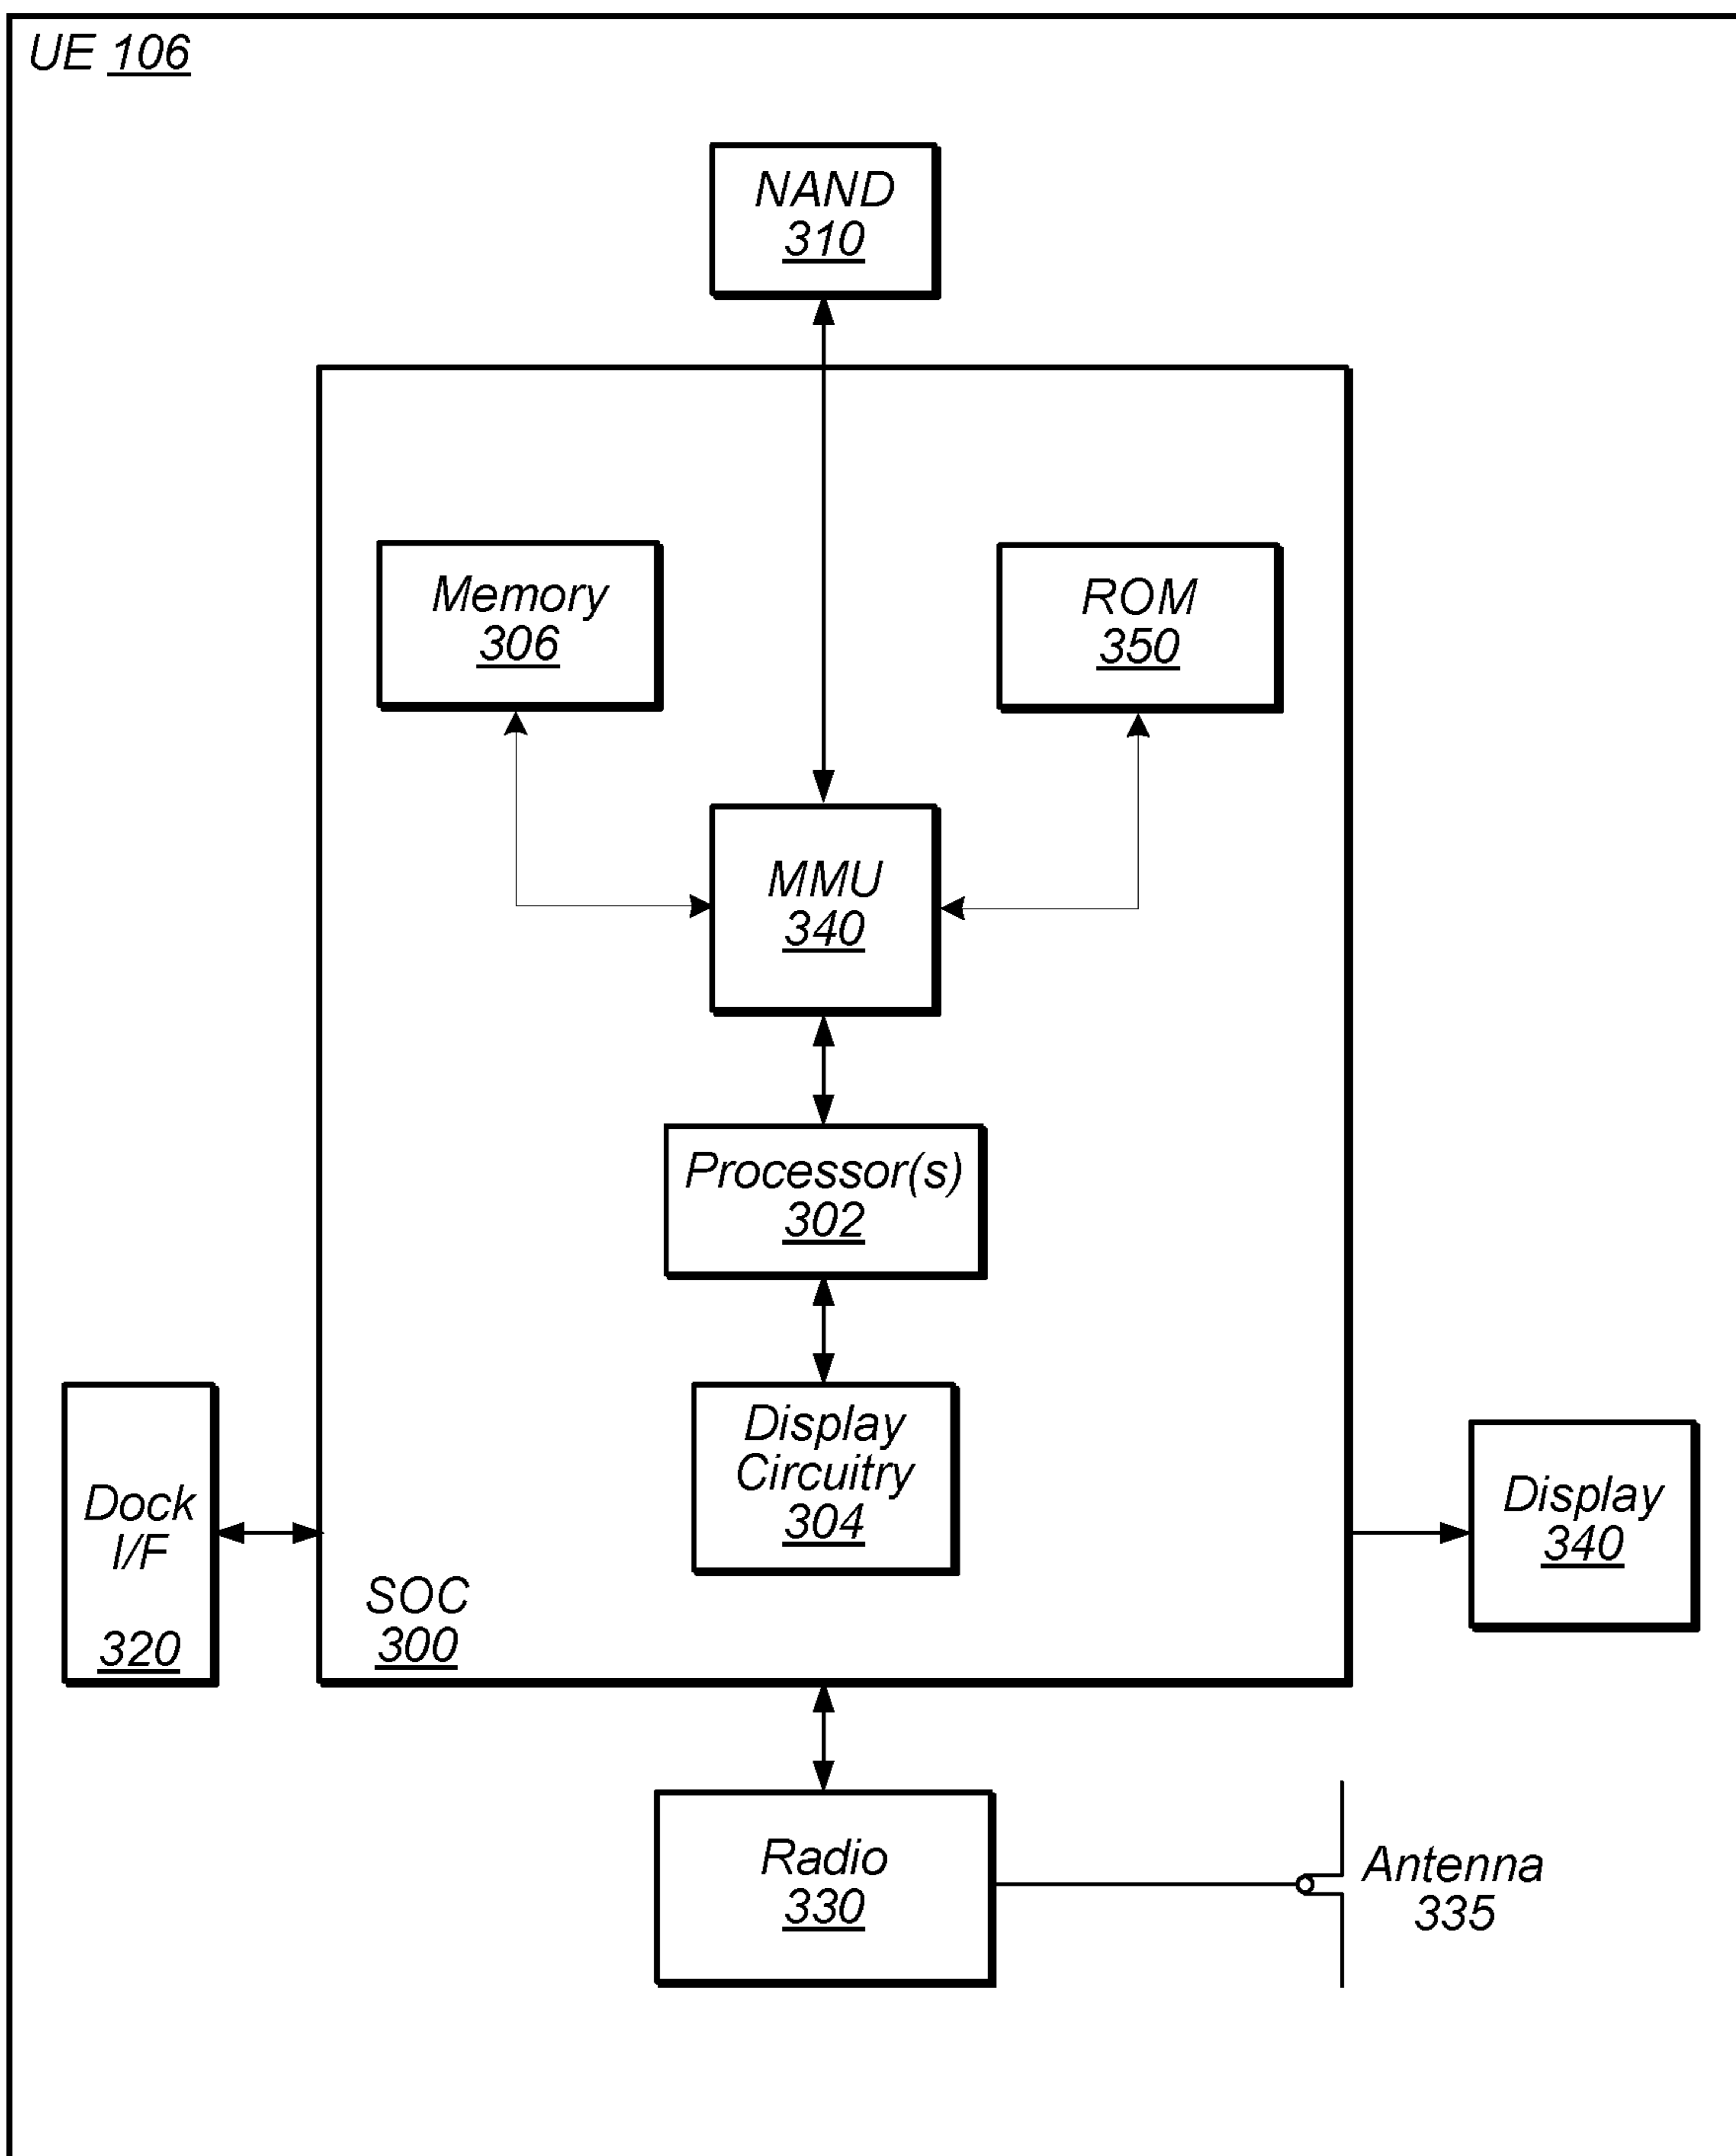 UE 106
NAND
310
Memory
306
ROM
350
MMU
340
Processor(s)
302
Display
Circuitry
304
Dock
I/F
320
SOC
300
Display
340
Radio
330
Antenna
335